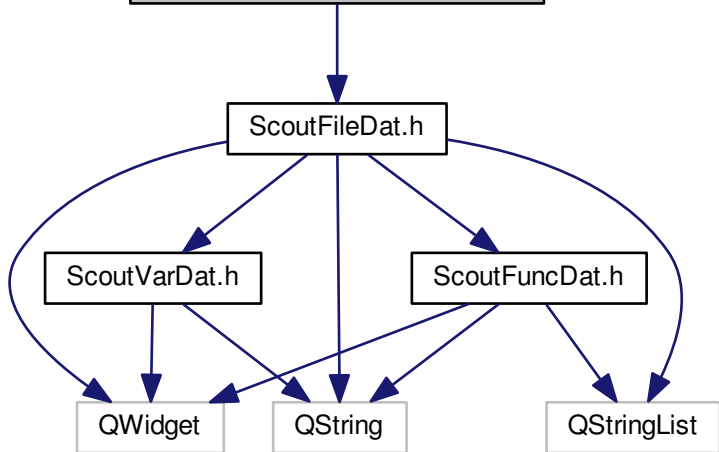 ScoutFileDat.h
ScoutVarDat.h
ScoutFuncDat.h
QWidget
QString
QStringList